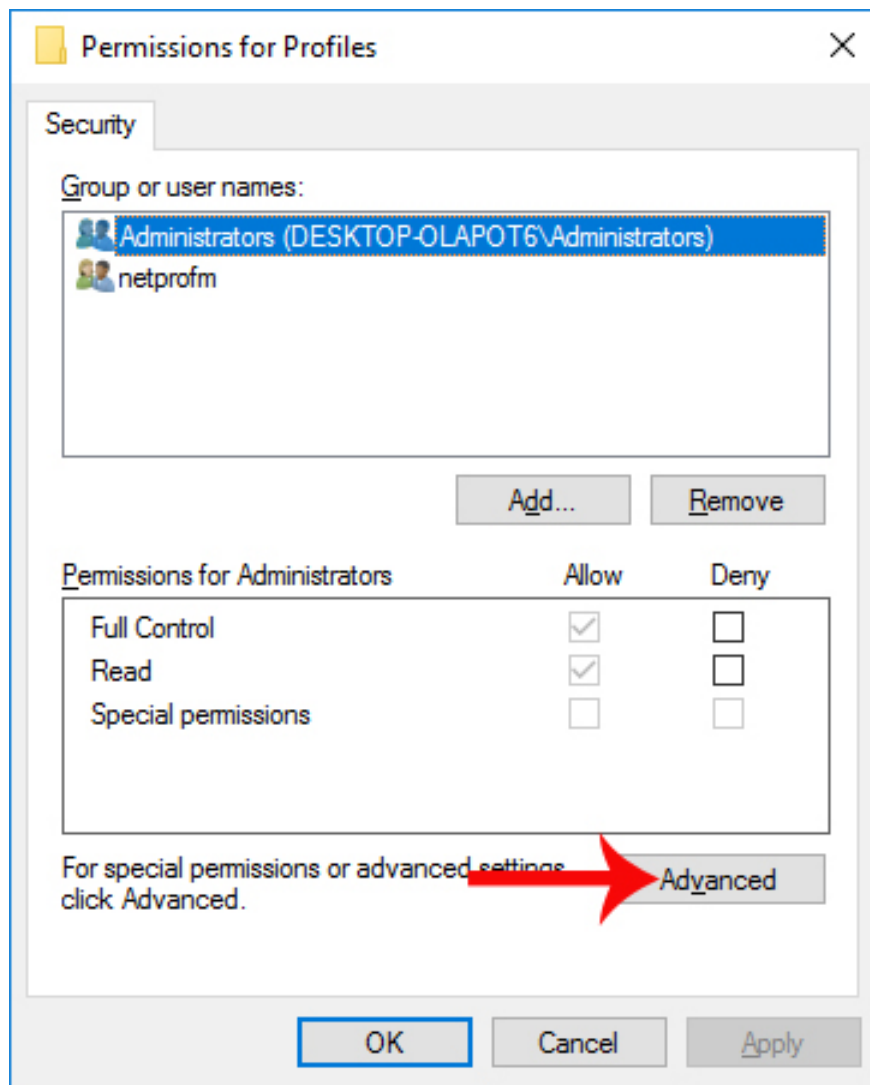 Permissions for Profiles
Security
Group or user names:
Administrators (DESKTOP-OLAPOT6\Administrators)
netprofm
Add... Remove
Permissions for Administrators Allow Deny
Full Control
Read
Special permissions
For special permissions or advanced settings,
click Advanced.
Advanced
OK Cancel Apply